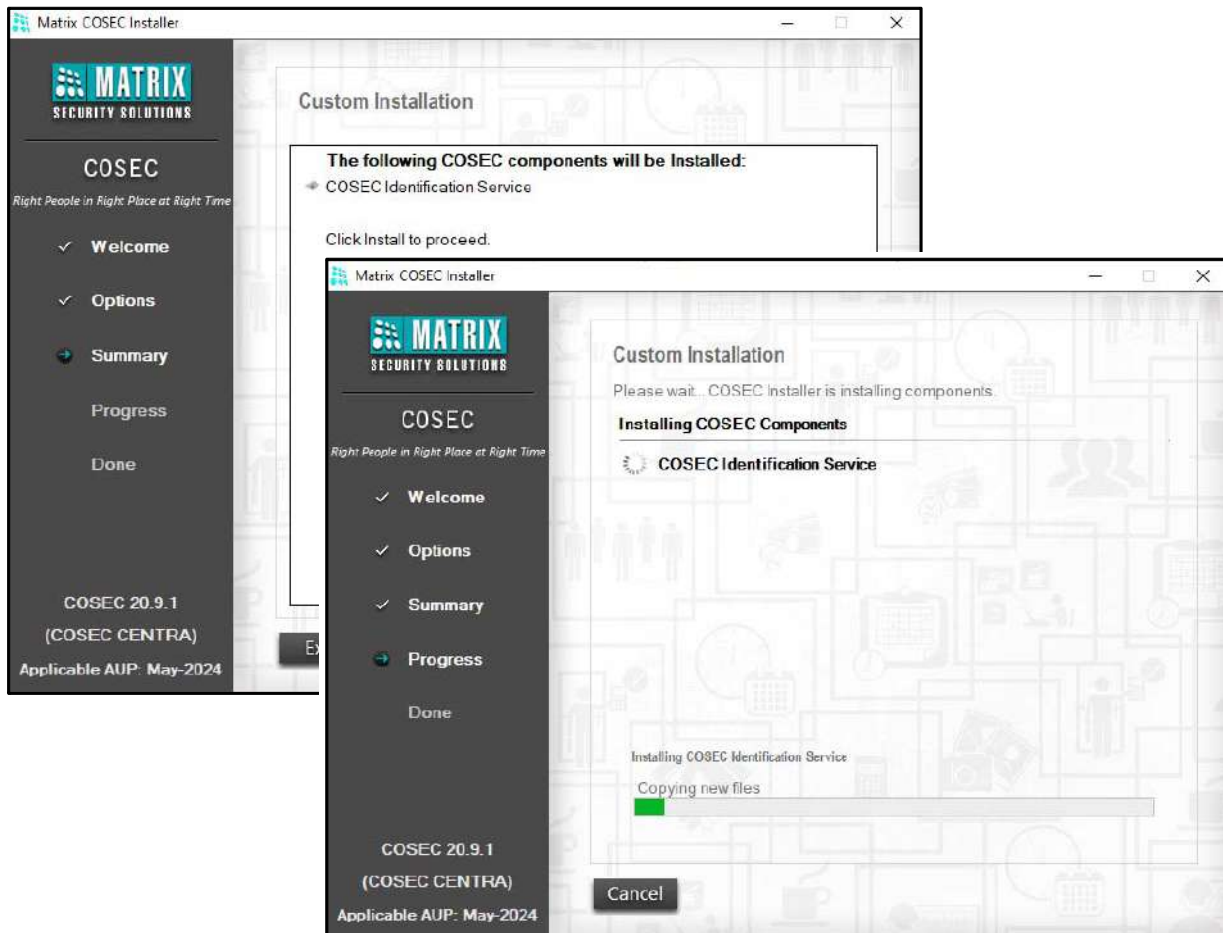 Matrix COSEC Installer
MATRIX
SECURITY SOLUTIONS
COSEC
Right People in Right Place at Right Time
Welcome
Options
Summary
Progress
Done
COSEC 20.9.1
(COSEC CENTRA)
Applicable AUP: May-2024
Custom Installation
The following COSEC components will be Installed:
COSEC Identification Service
Click Install to proceed.
Matrix COSEC Installer
MATRIX
SECURITY SOLUTIONS
COSEC
Right People in Right Place at Right Time
Welcome
Options
Summary
Progress
Done
COSEC 20.9.1
(COSEC CENTRA)
Applicable AUP: May-2024
Custom Installation
Please wait...COSEC Installer is installing components.
Installing COSEC Components
COSEC Identification Service
Installing COSEC Identification Service
Copying new files
Cancel